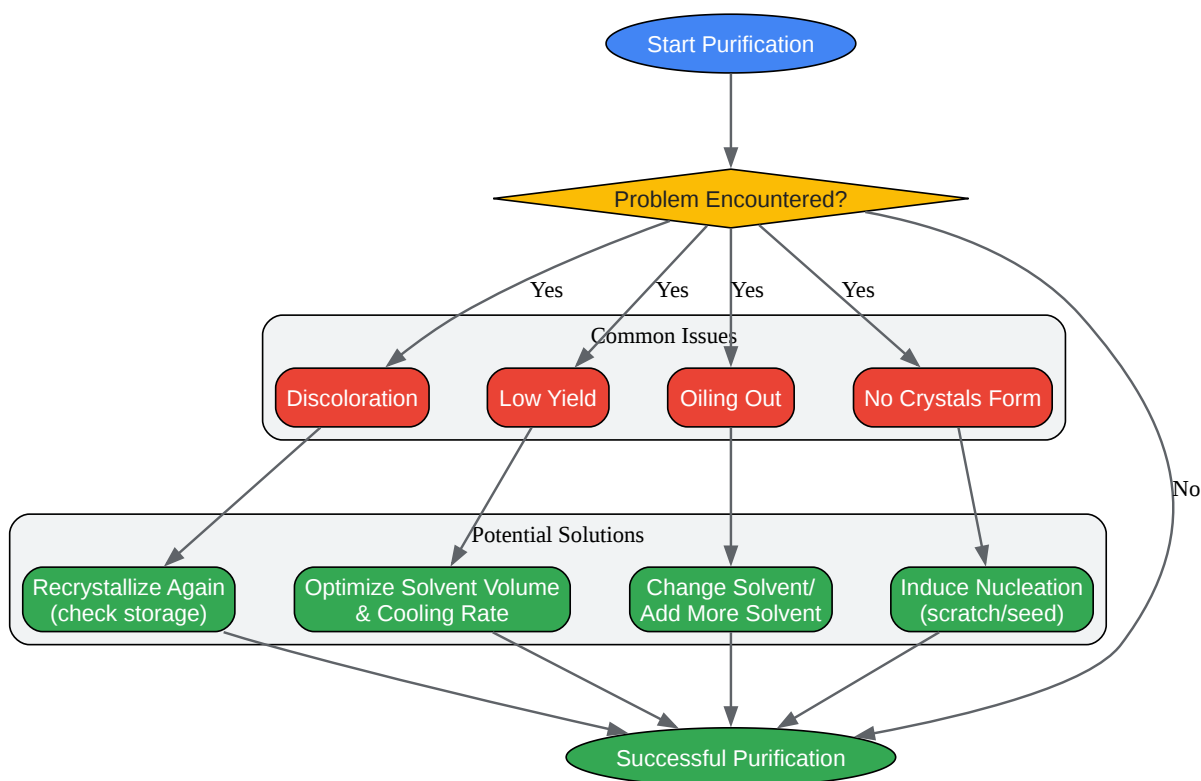 Start Purification
Problem Encountered?
Yes
Yes
Yes
Yes
Common Issues
Discoloration
Low Yield
Oiling Out
No Crystals Form
No
Potential Solutions
Recrystallize Again
(check storage)
Optimize Solvent Volume
& Cooling Rate
Change Solvent/
Add More Solvent
Induce Nucleation
(scratch/seed)
Successful Purification